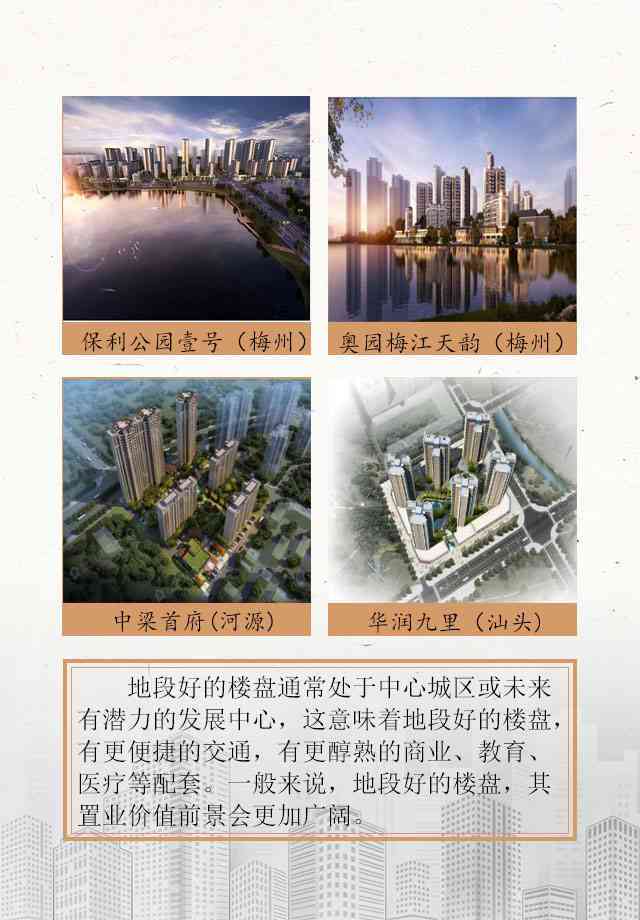 保利公园壹号（梅州）
奥园梅江天韵（梅州）
中梁首府(河源)
华润九里（汕头)
地段好的楼盘通常处于中心城区或未来
有潜力的发展中心，这意味着地段好的楼盘，
有更便捷的交通，有更醇熟的商业、教育、
医疗等配套。一般来说，地段好的楼盘，其
置业价值前景会更加广阔。